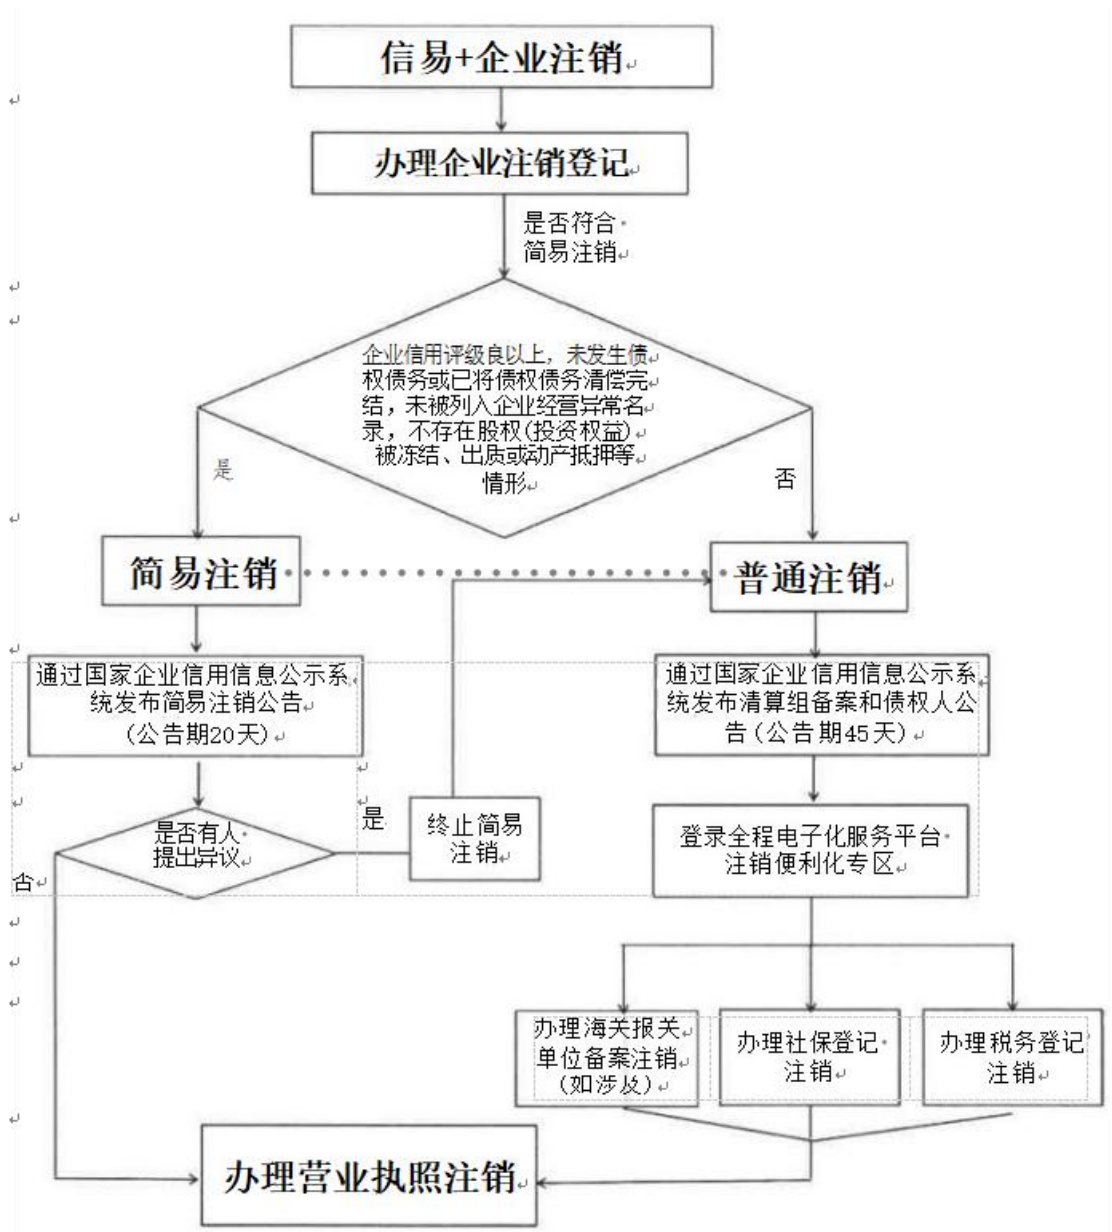 信易+企业注销
办理企业注销登记
是否符合
简易注销
企业信用评级良以上，未发生债
权债务或已将债权债务清偿完
结，未被列入企业经营异常名
录，不存在股权(投资权益)
被冻结、出质或动产抵押等
情形
是
否
简易注销
普通注销
通过国家企业信用信息公示系
统发布简易注销公告
(公告期20天)
通过国家企业信用信息公示系
统发布清算组备案和债权人公
告(公告期45天)
是否有人
提出异议
是
终止简易
注销
登录全程电子化服务平台
注销便利化专区
否
办理海关报关
单位备案注销
(如涉及)
办理社保登记
注销
办理税务登记
注销
办理营业执照注销